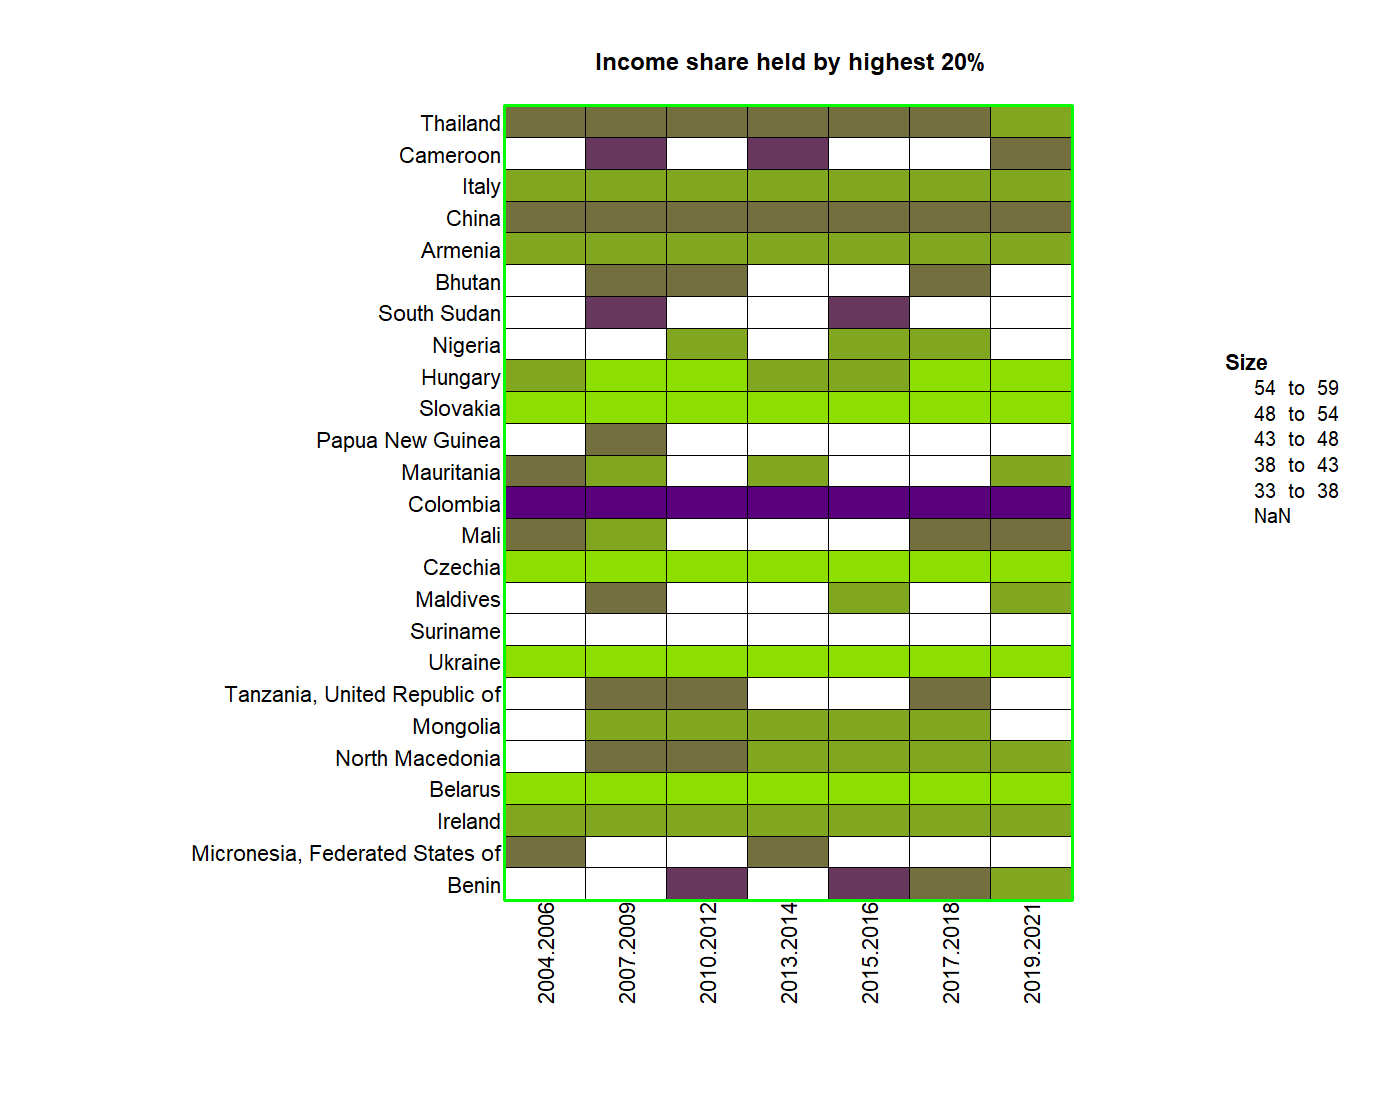 Income share held by highest 20%
Thailand
Cameroon
Italy
China
Armenia
Bhutan
South Sudan
Nigeria
Hungary
Slovakia
Papua New Guinea
Mauritania
Colombia
Mali
Czechia
Maldives
Suriname
Ukraine
Tanzania, United Republic of
Mongolia
North Macedonia
Belarus
Ireland
Micronesia, Federated States of
Benin
2004.2006
2007.2009
2010.2012
2013.2014
2015.2016
2017.2018
2019.2021
Size
54 to 59
48 to 54
43 to 48
38 to 43
33 to 38
NaN